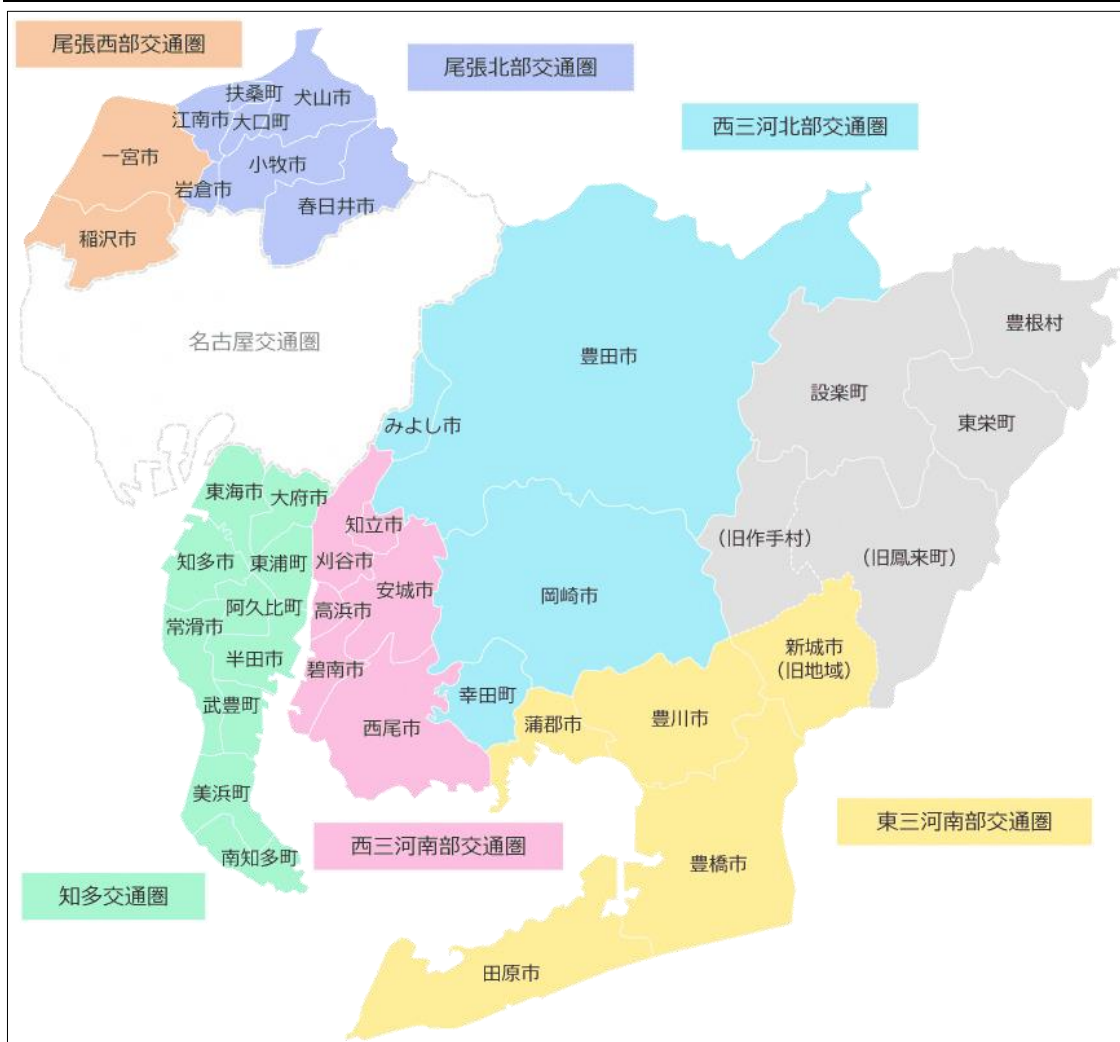 尾張西部交通圏
尾張北部交通圏
扶桑町
犬山市
江南市
大口町
西三河北部交通圏
一宮市
小牧市
岩倉市
春日井市
稲沢市
名古屋交通圏
豊田市
豊根村
設楽町
東栄町
みよし市
東海市
大府市
知立市
(旧作手村)
(旧鳳来町)
知多市
東浦町
刈谷市
安城市
岡崎市
阿久比町
高浜市
常滑市
半田市
碧南市
新城市
(旧地域)
武豊町
幸田町
西尾市
蒲郡市
豊川市
美浜町
東三河南部交通圏
西三河南部交通圏
南知多町
豊橋市
知多交通圏
田原市